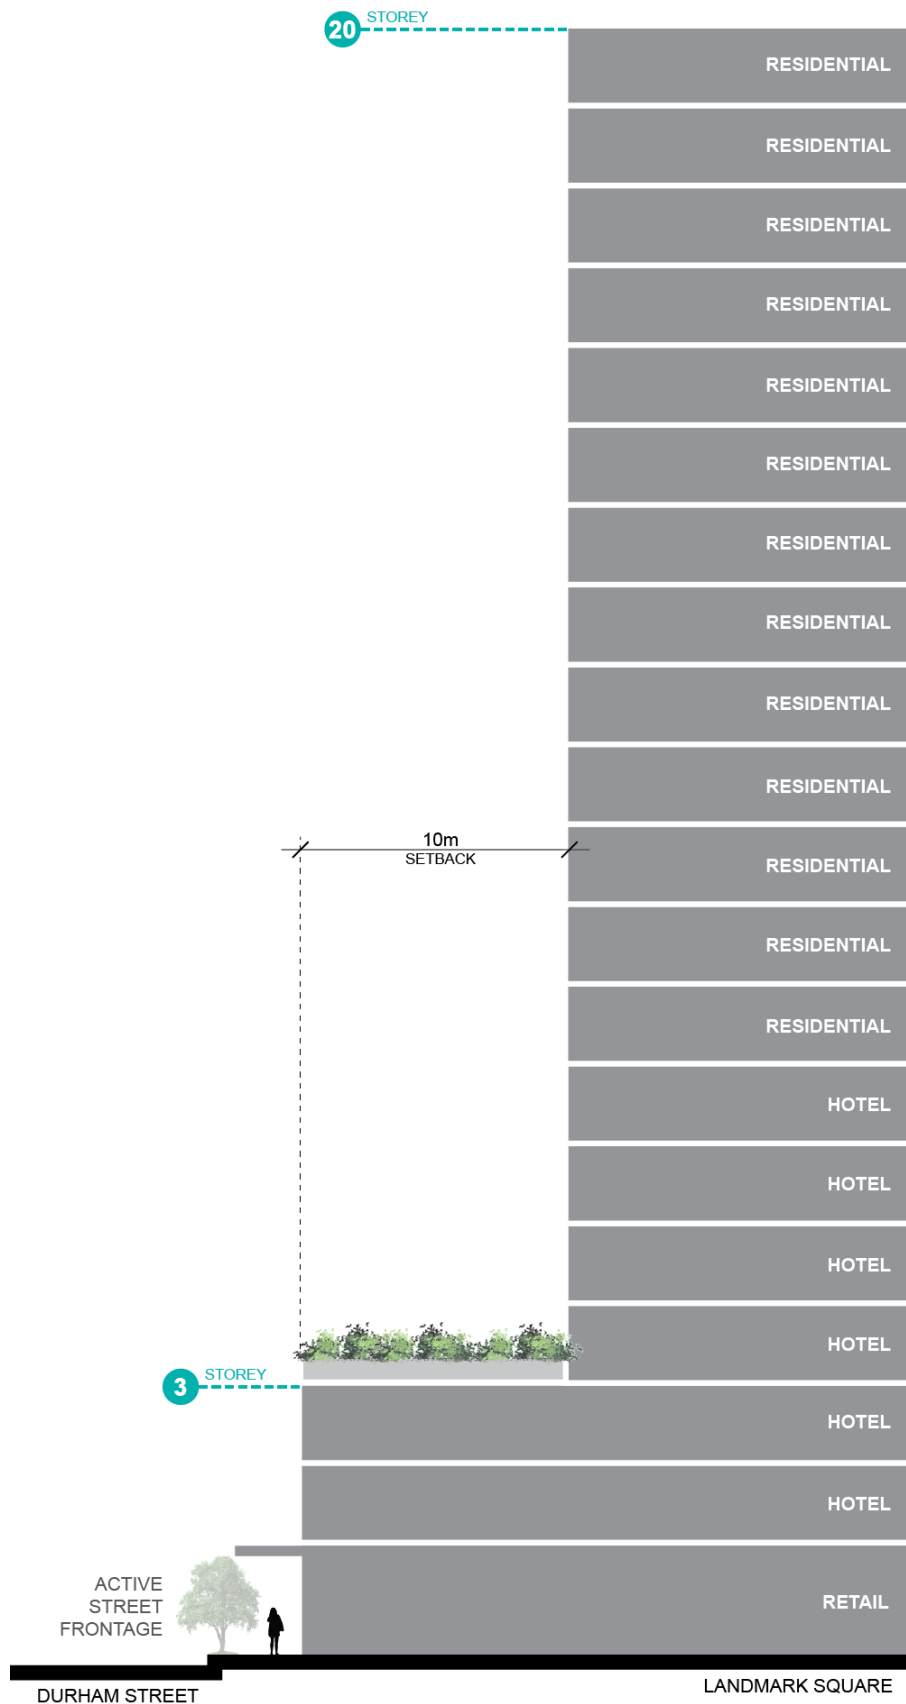 STOREY
20
RESIDENTIAL
RESIDENTIAL
RESIDENTIAL
RESIDENTIAL
RESIDENTIAL
RESIDENTIAL
RESIDENTIAL
RESIDENTIAL
RESIDENTIAL
RESIDENTIAL
10m
SETBACK
RESIDENTIAL
RESIDENTIAL
RESIDENTIAL
HOTEL
HOTEL
HOTEL
HOTEL
STOREY
3
HOTEL
HOTEL
ACTIVE
STREET
FRONTAGE
RETAIL
DURHAM STREET
LANDMARK SQUARE